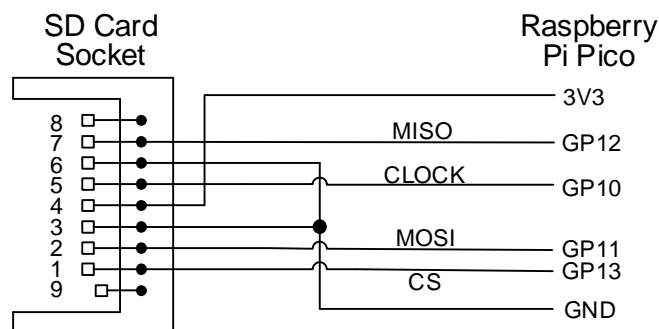 SD Card
Socket
Raspberry
Pi Pico
3V3
8
7
MISO
GP12
6
5
CLOCK
GP10
4
3
2
MOSI
GP11
1
GP13
CS
9
GND